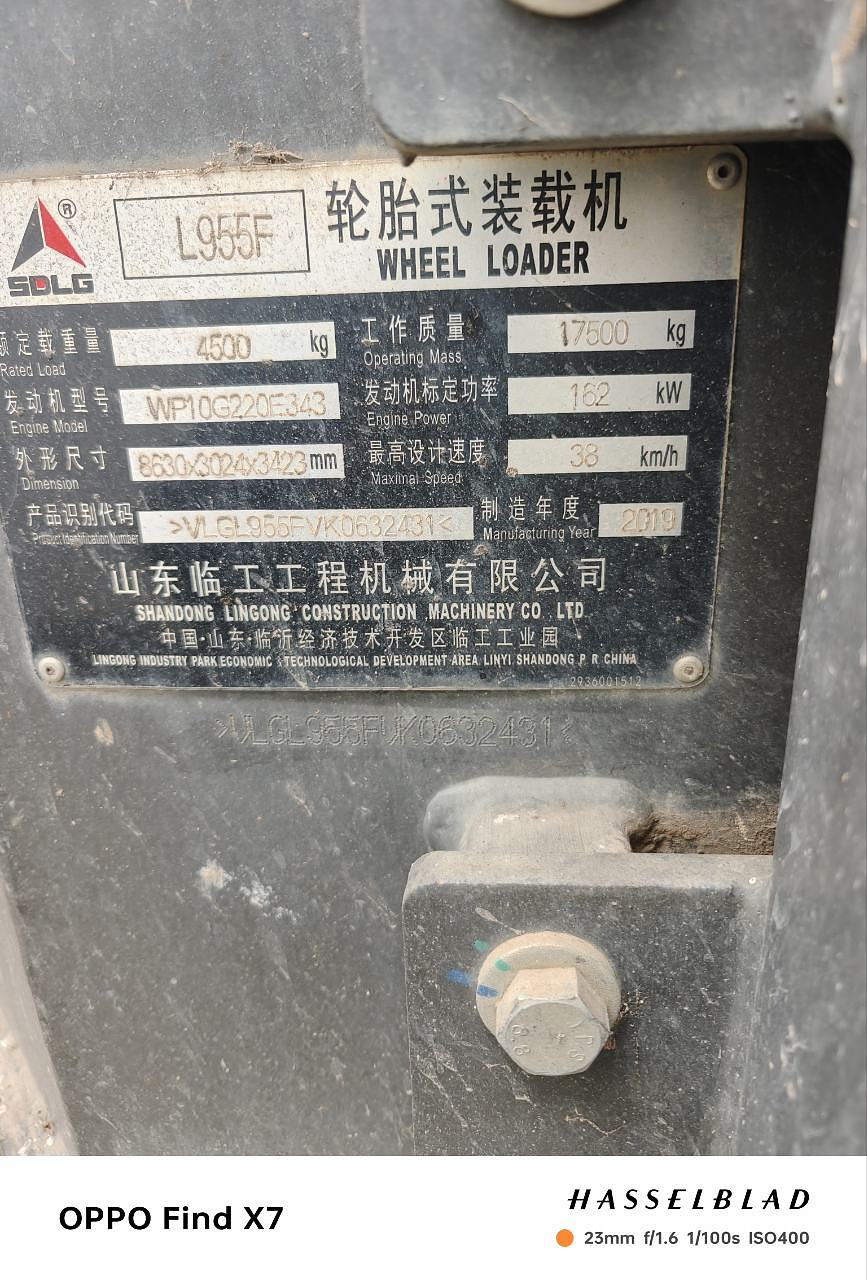 L955F 轮胎式装载机
® SDLG WHEEL LOADER
额定载重量 4500 kg 工作质量 17500 kg
Rated Load Operating Mass
发动机型号 WP10G220E343 发动机标定功率 162 kW
Engine Model Engine Power
外形尺寸 8630x3024x3423 mm 最高设计速度 38 km/h
Dimension Maximal Speed
产品识别代码 >VLGL955FVK0632431< 制造年度 2019
Product Identification Number Manufacturing Year
山东临工工程机械有限公司
SHANDONG LINGONG CONSTRUCTION MACHINERY CO LTD
中国·山东·临沂经济技术开发区临工工业园
LINGONG INDUSTRY PARK ECONOMIC TECHNOLOGICAL DEVELOPMENT AREA LINYI SHANDONG P R CHINA
2936001512
>VLGL955FVK0632431<
8.8
OPPO Find X7
HASSELBLAD
23mm f/1.6 1/100s ISO400